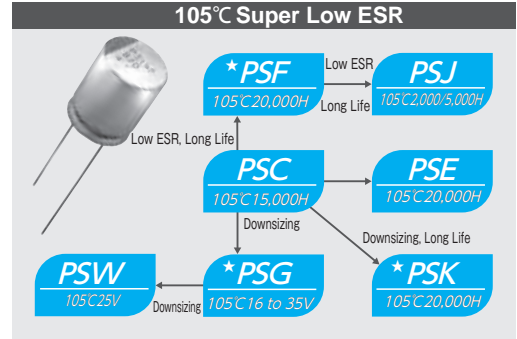 105℃ Super Low ESR
★PSF
105℃20,000H
Low ESR
Long Life
PSJ
105℃2,000/5,000H
Low ESR, Long Life
PSC
105℃15,000H
PSE
105℃20,000H
Downsizing
Downsizing, Long Life
PSW
105℃25V
Downsizing
★PSG
105℃16 to 35V
★PSK
105℃20,000H